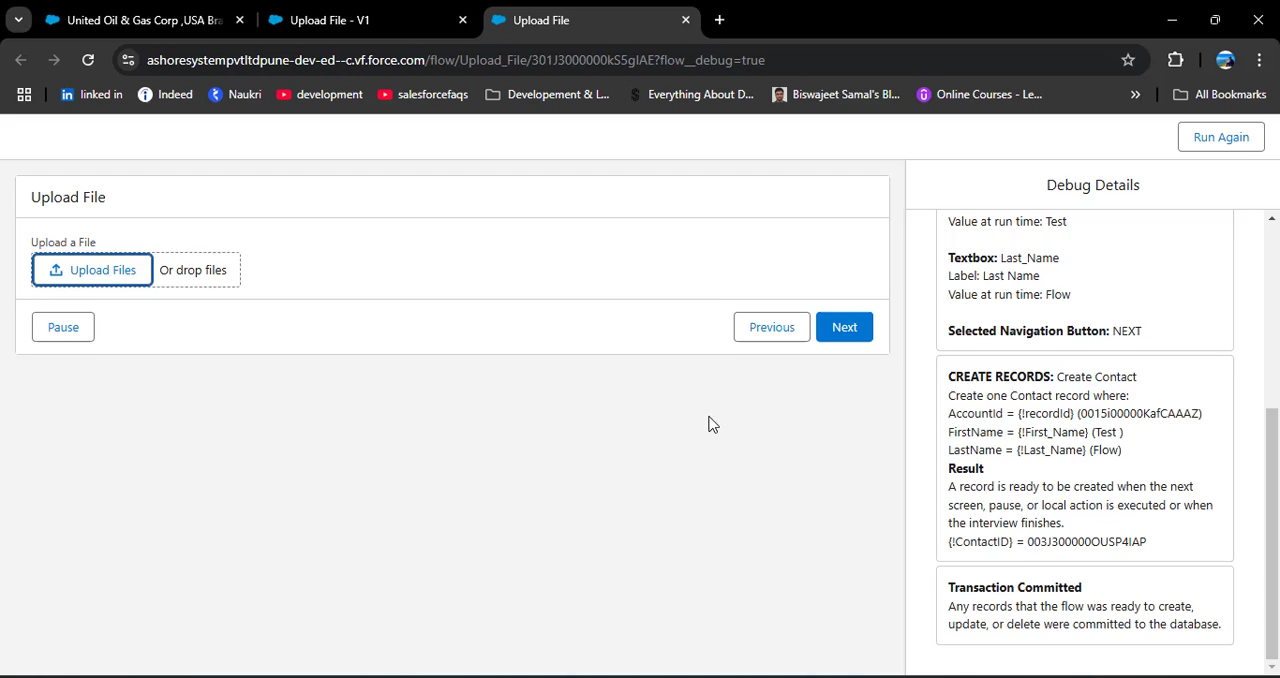 United Oil & Gas Corp ,USA Bra
Upload File - V1
Upload File
ashoresystempvtltdpune-dev-ed--c.vf.force.com/flow/Upload_File/301J3000000kS5gIAE?flow__debug=true
linked in
Indeed
Naukri
development
salesforcefaqs
Developement & L...
Everything About D...
Biswajeet Samal's Bl...
Online Courses - Le...
All Bookmarks
Run Again
Upload File
Upload a File
Upload Files
Or drop files
Pause
Previous
Next
Debug Details
Value at run time: Test
Textbox: Last_Name
Label: Last Name
Value at run time: Flow
Selected Navigation Button: NEXT
CREATE RECORDS: Create Contact
Create one Contact record where:
AccountId = {!recordId} (0015i00000KafCAAAZ)
FirstName = {!First_Name} (Test )
LastName = {!Last_Name} (Flow)
Result
A record is ready to be created when the next
screen, pause, or local action is executed or when
the interview finishes.
{!ContactID} = 003J300000OUSP4IAP
Transaction Committed
Any records that the flow was ready to create,
update, or delete were committed to the database.